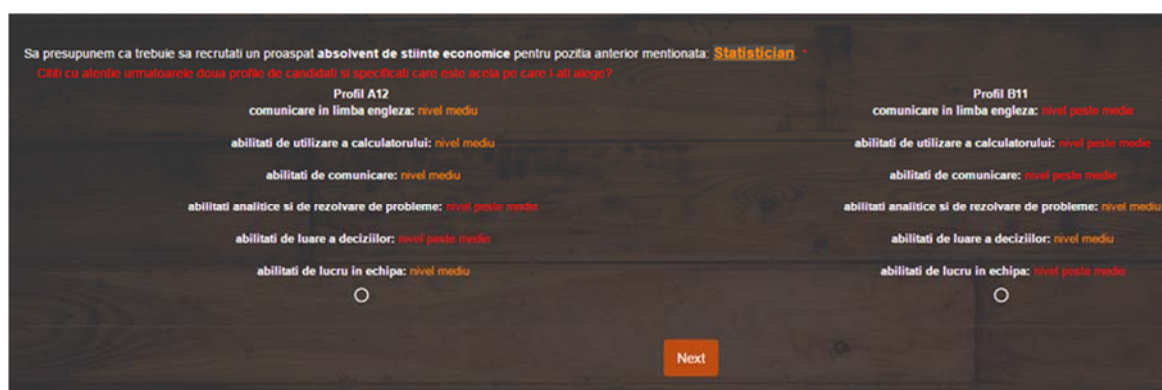 Sa presupunem ca trebuie sa recrutati un proaspat absolvent de stiinte economice pentru pozitia anterior mentionata: Statistician. *
Cititi cu atentie urmatoarele doua profile de candidati si specificati care este acela pe care l-ati alege?
Profil A12
comunicare in limba engleza: nivel mediu
abilitati de utilizare a calculatorului: nivel mediu
abilitati de comunicare: nivel mediu
abilitati analitice si de rezolvare de probleme: nivel peste medie
abilitati de luare a deciziilor: nivel peste medie
abilitati de lucru in echipa: nivel mediu
Profil B11
comunicare in limba engleza: nivel peste medie
abilitati de utilizare a calculatorului: nivel peste medie
abilitati de comunicare: nivel peste medie
abilitati analitice si de rezolvare de probleme: nivel mediu
abilitati de luare a deciziilor: nivel mediu
abilitati de lucru in echipa: nivel peste medie
Next